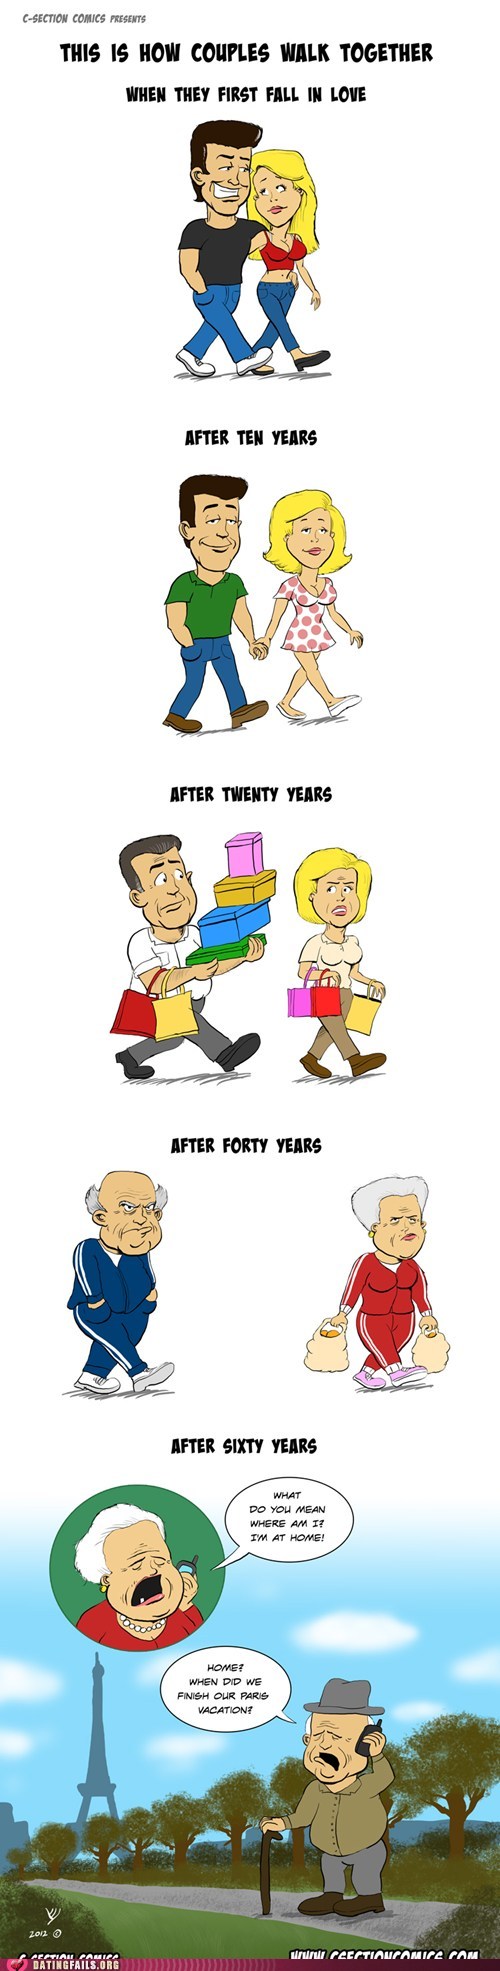 C-SECTION COMICS PRESENTS
THIS IS HOW COUPLES WALK TOGETHER
WHEN THEY FIRST FALL IN LOVE
AFTER TEN YEARS
AFTER TWENTY YEARS
AFTER FORTY YEARS
AFTER SIXTY YEARS
WHAT
DO YOU MEAN
WHERE AM I?
I'M AT HOME!
HOME?
WHEN DID WE
FINISH OUR PARIS
VACATION?
2012 ©
C-SECTION COMICS
WWW.CSECTIONCOMICS.COM
DATINGFAILS.ORG